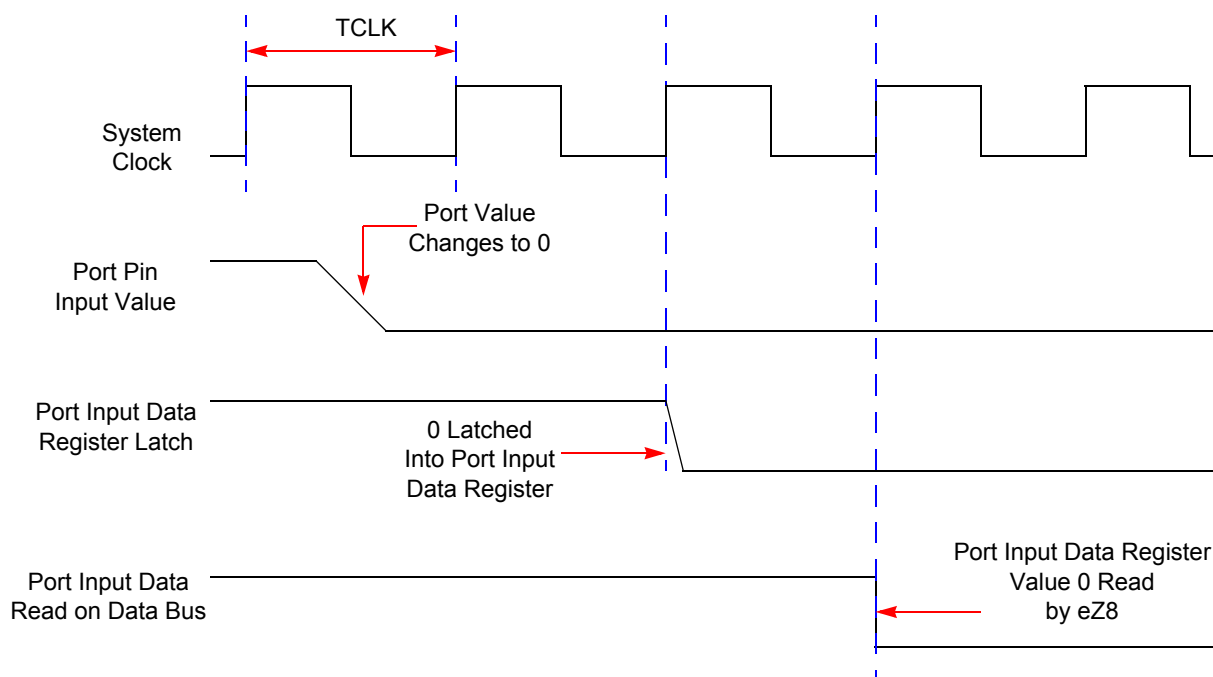 TCLK
System
Clock
Port Value
Changes to 0
Port Pin
Input Value
Port Input Data
Register Latch
0 Latched
Into Port Input
Data Register
Port Input Data
Read on Data Bus
Port Input Data Register
Value 0 Read
by eZ8